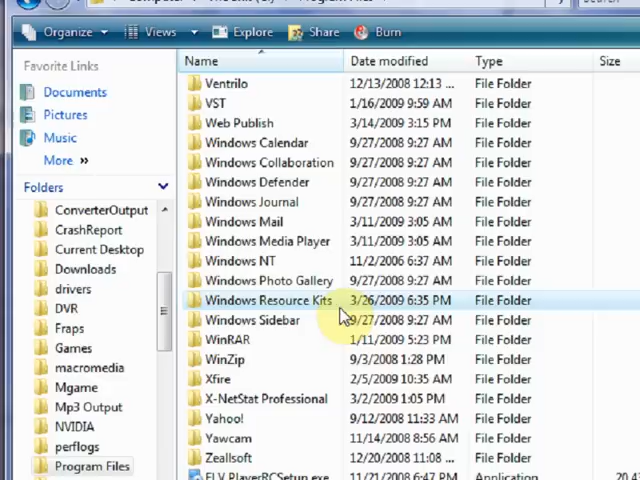 Organize Views Explore Share Burn
Favorite Links
Documents
Pictures
Music
More »
Folders
ConverterOutput
CrashReport
Current Desktop
Downloads
drivers
DVR
Fraps
Games
macromedia
Mgame
Mp3 Output
NVIDIA
perflogs
Program Files
Name Date modified Type Size
Ventrilo 12/13/2008 12:13 ... File Folder
VST 1/16/2009 9:59 AM File Folder
Web Publish 3/14/2009 3:15 PM File Folder
Windows Calendar 9/27/2008 9:27 AM File Folder
Windows Collaboration 9/27/2008 9:27 AM File Folder
Windows Defender 9/27/2008 9:27 AM File Folder
Windows Journal 9/27/2008 9:27 AM File Folder
Windows Mail 3/11/2009 3:05 AM File Folder
Windows Media Player 3/11/2009 3:05 AM File Folder
Windows NT 11/2/2006 6:37 AM File Folder
Windows Photo Gallery 9/27/2008 9:27 AM File Folder
Windows Resource Kits 3/26/2009 6:35 PM File Folder
Windows Sidebar 9/27/2008 9:27 AM File Folder
WinRAR 1/11/2009 5:23 PM File Folder
WinZip 9/3/2008 1:28 PM File Folder
Xfire 2/5/2009 10:35 AM File Folder
X-NetStat Professional 3/2/2009 1:05 PM File Folder
Yahoo! 9/12/2008 11:33 AM File Folder
Yawcam 11/14/2008 8:56 AM File Folder
Zeallsoft 12/20/2008 11:08 ... File Folder
FLV PlayerRCSetup.exe 11/21/2008 6:47 PM Application